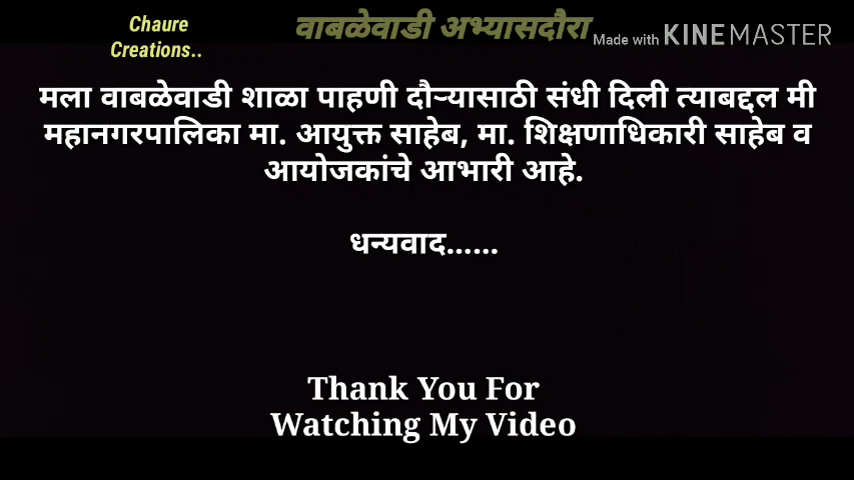 Chaure
Creations..
वाबळेवाडी अभ्यासदौरा
Made with KINEMASTER
मला वाबळेवाडी शाळा पाहणी दौऱ्यासाठी संधी दिली त्याबद्दल मी
महानगरपालिका मा. आयुक्त साहेब, मा. शिक्षणाधिकारी साहेब व
आयोजकांचे आभारी आहे.
धन्यवाद......
Thank You For
Watching My Video